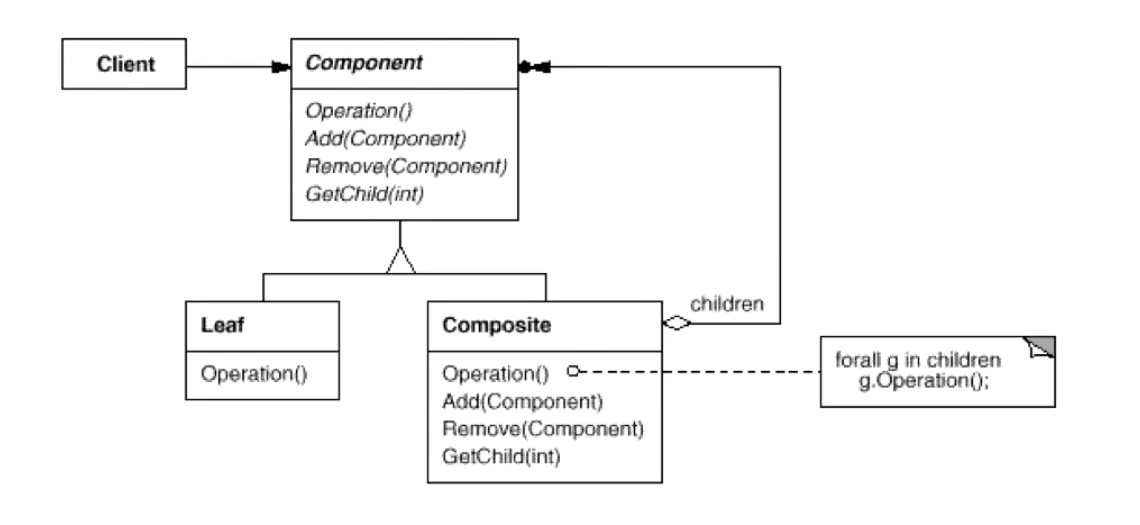 Client
Component
Operation()
Add(Component)
Remove(Component)
GetChild(int)
Leaf
Operation()
Composite
Operation()
Add(Component)
Remove(Component)
GetChild(int)
children
forall g in children
g.Operation();